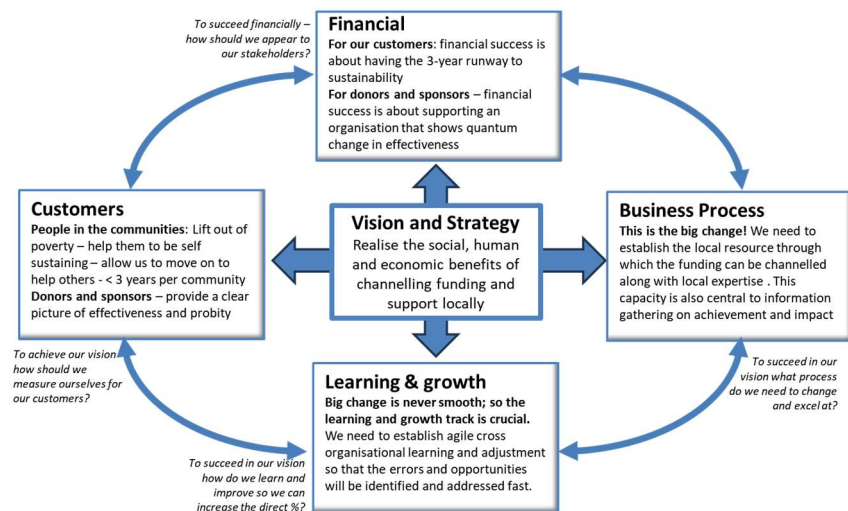 To succeed financially –
how should we appear to
our stakeholders?
Financial
For our customers: financial success is
about having the 3-year runway to
sustainability
For donors and sponsors – financial
success is about supporting an
organisation that shows quantum
change in effectiveness
Customers
People in the communities: Lift out of
poverty – help them to be self
sustaining – allow us to move on to
help others - < 3 years per community
Donors and sponsors – provide a clear
picture of effectiveness and probity
Vision and Strategy
Realise the social, human
and economic benefits of
channelling funding and
support locally
Business Process
This is the big change! We need to
establish the local resource through
which the funding can be channelled
along with local expertise . This
capacity is also central to information
gathering on achievement and impact
To achieve our vision
how should we
measure ourselves for
our customers?
Learning & growth
Big change is never smooth; so the
learning and growth track is crucial.
We need to establish agile cross
organisational learning and adjustment
so that the errors and opportunities
will be identified and addressed fast.
To succeed in our
vision what process
do we need to change
and excel at?
To succeed in our vision
how do we learn and
improve so we can
increase the direct %?